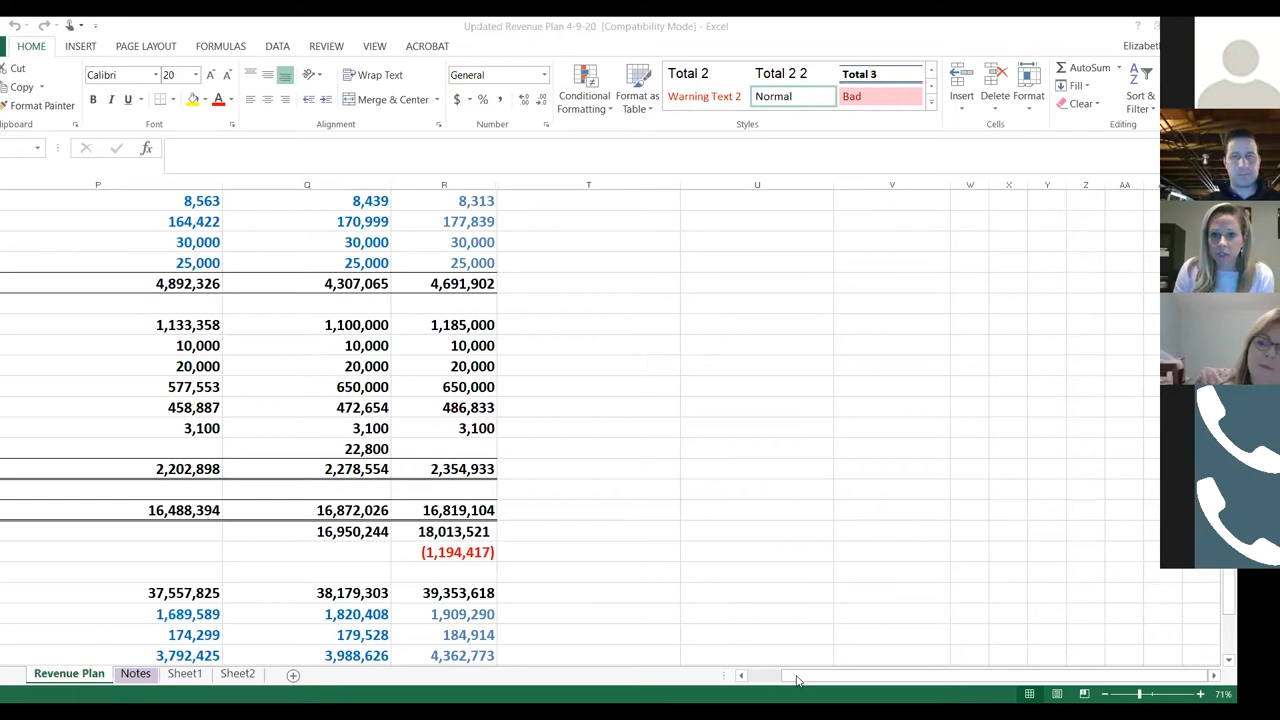 Updated Revenue Plan 4-9-20 [Compatibility Mode] - Excel
HOME INSERT PAGE LAYOUT FORMULAS DATA REVIEW VIEW ACROBAT Elizabeth
Cut Calibri 20 Wrap Text General Total 2 Total 2 2 Total 3 AutoSum
Copy Conditional Format as Warning Text 2 Normal Bad Insert Delete Format Fill Sort &
Format Painter B I U Merge & Center $ % Formatting Table Clear Filter
lipboard Font Alignment Number Styles Cells Editing
fx
P Q R T U V W X Y Z AA
8,563 8,439 8,313
164,422 170,999 177,839
30,000 30,000 30,000
25,000 25,000 25,000
4,892,326 4,307,065 4,691,902
1,133,358 1,100,000 1,185,000
10,000 10,000 10,000
20,000 20,000 20,000
577,553 650,000 650,000
458,887 472,654 486,833
3,100 3,100 3,100
22,800
2,202,898 2,278,554 2,354,933
16,488,394 16,872,026 16,819,104
16,950,244 18,013,521
(1,194,417)
37,557,825 38,179,303 39,353,618
1,689,589 1,820,408 1,909,290
174,299 179,528 184,914
3,792,425 3,988,626 4,362,773
Revenue Plan Notes Sheet1 Sheet2
71%